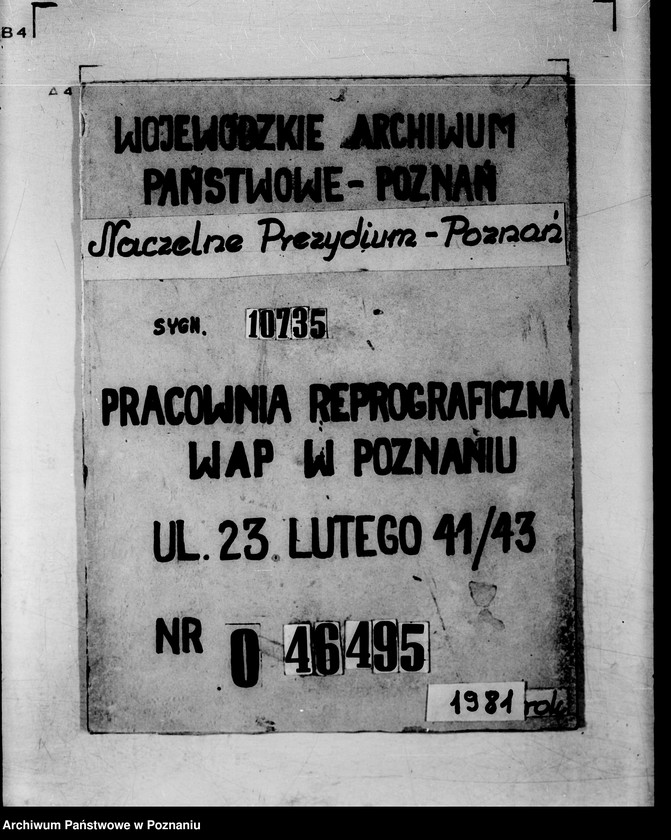 B4
A4
WOJEWÓDZKIE ARCHIWUM
PAŃSTWOWE - POZNAŃ
Naczelne Prezydium - Poznań
SYGN. 10735
PRACOWNIA REPROGRAFICZNA
WAP W POZNANIU
UL. 23. LUTEGO 41/43
NR 0 46495
1981 roku
Archiwum Państwowe w Poznaniu